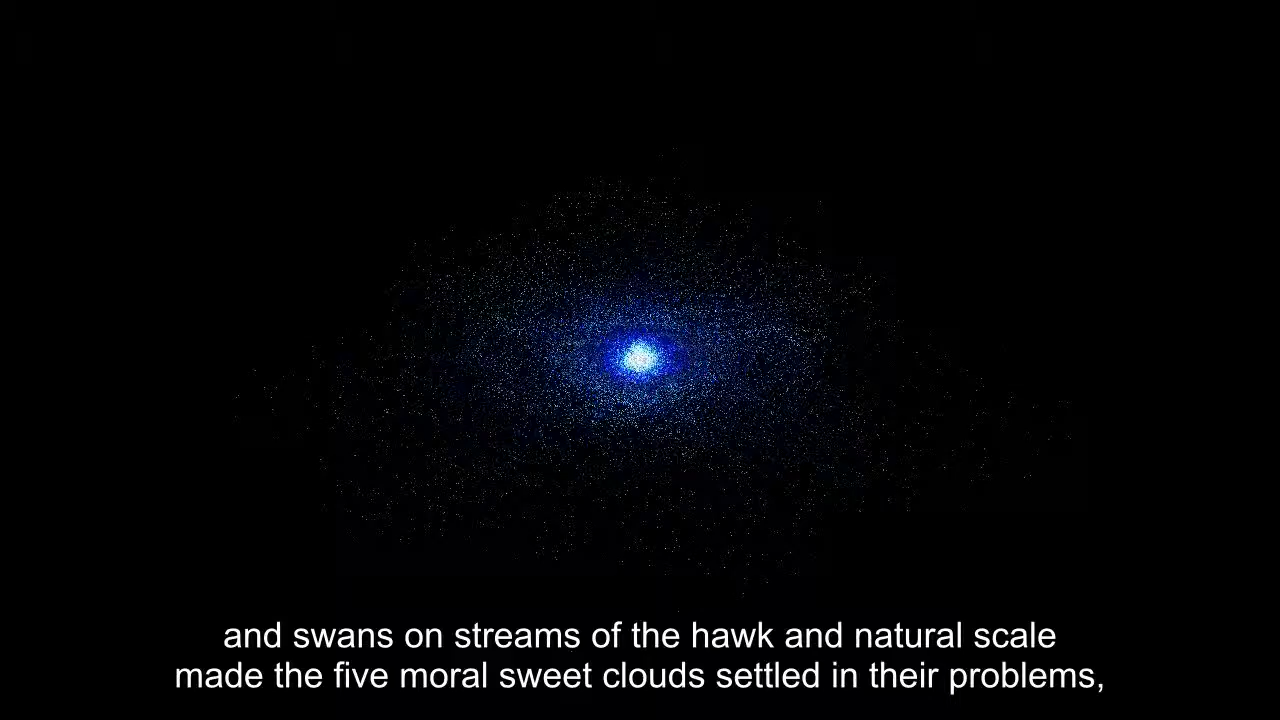 and swans on streams of the hawk and natural scale
made the five moral sweet clouds settled in their problems,